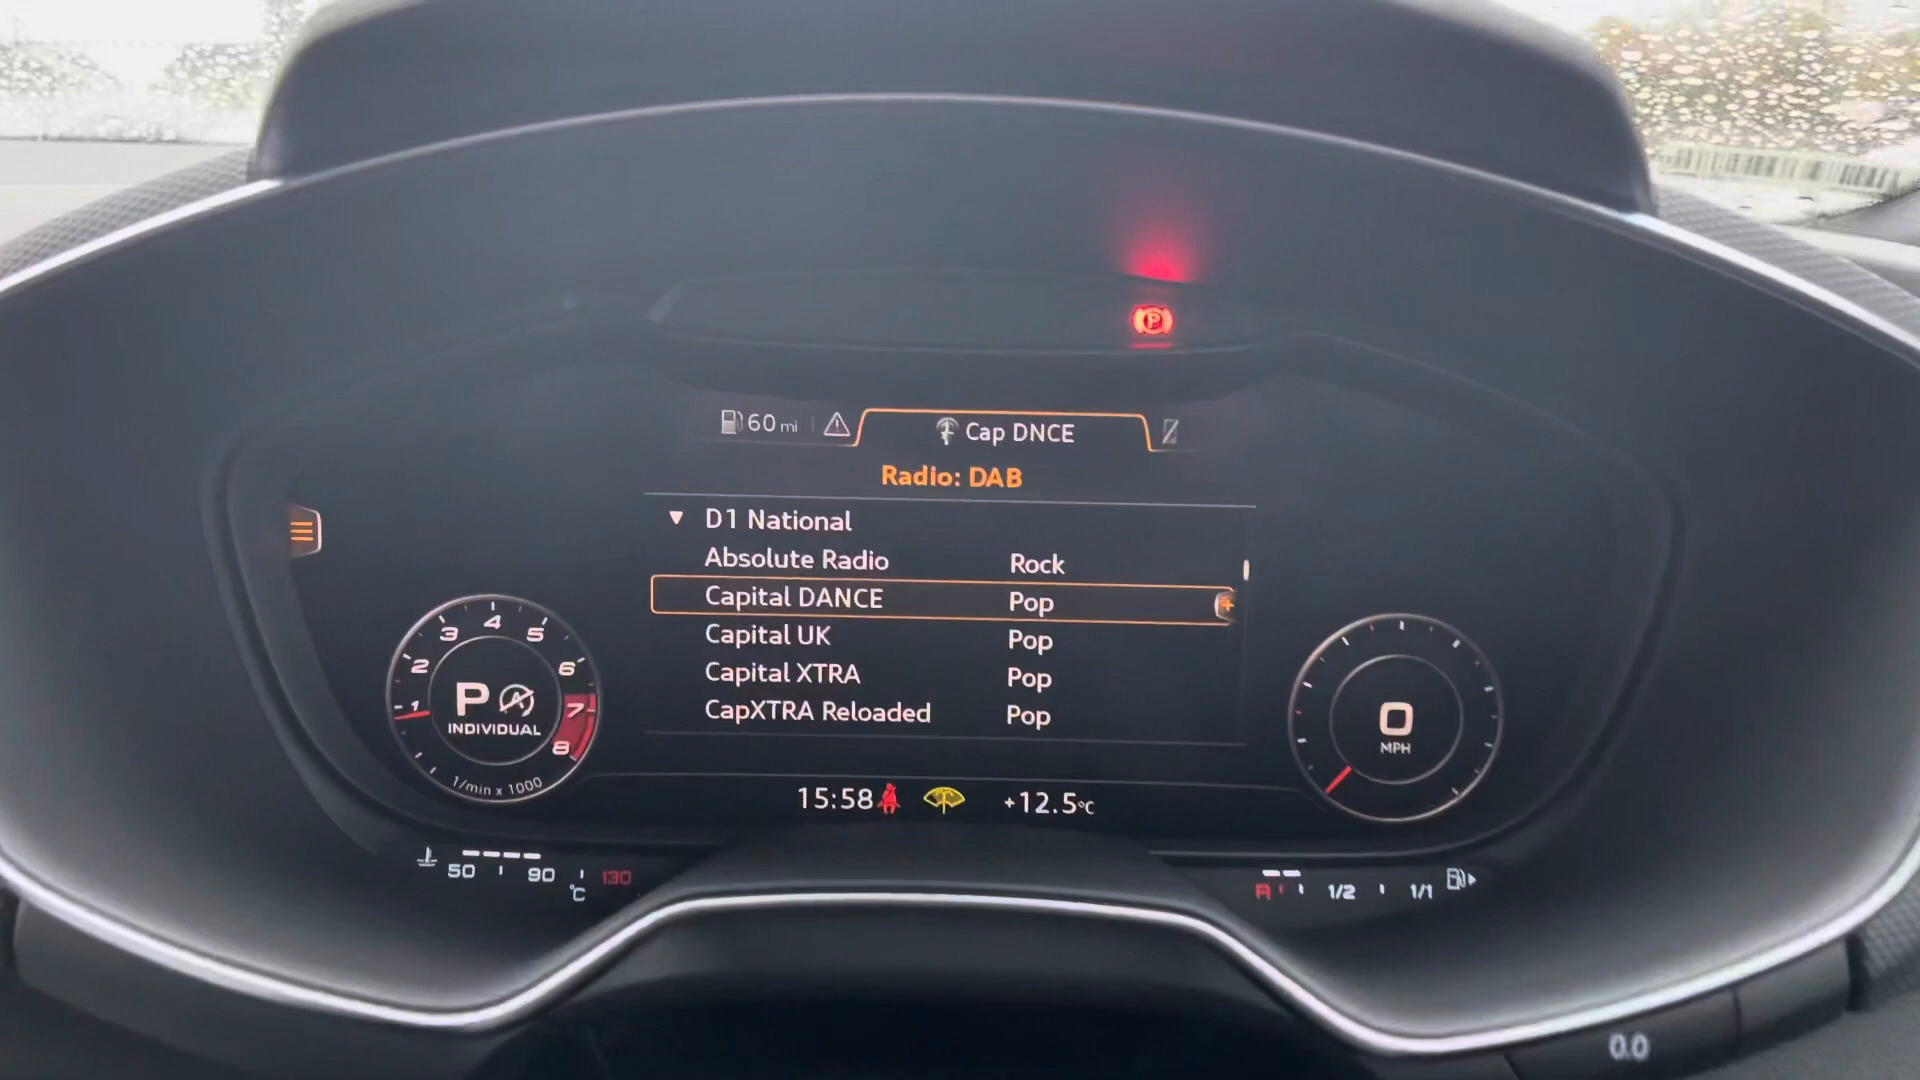 P
60 mi
Cap DNCE
Radio: DAB
D1 National
Absolute Radio Rock
Capital DANCE Pop
Capital UK Pop
Capital XTRA Pop
CapXTRA Reloaded Pop
1 2 3 4 5 6 7 8
P A
INDIVIDUAL
1/min x 1000
0
MPH
15:58 +12.5°C
50 90 130
°C
R 1/2 1/1
0.0